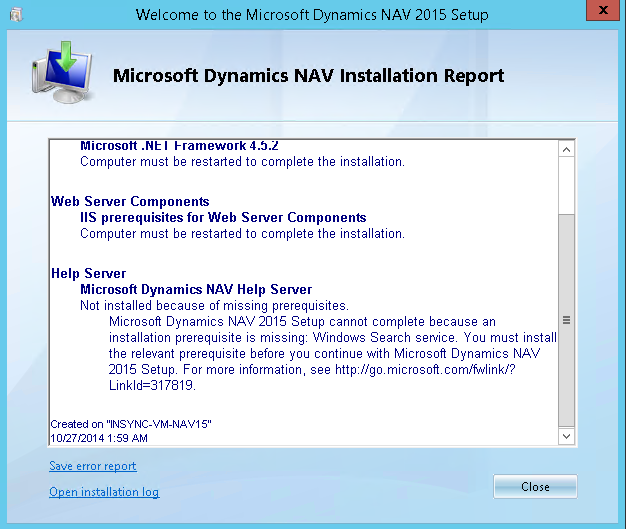 Welcome to the Microsoft Dynamics NAV 2015 Setup
x
Microsoft Dynamics NAV Installation Report
Microsoft .NET Framework 4.5.2
Computer must be restarted to complete the installation.
Web Server Components
IIS prerequisites for Web Server Components
Computer must be restarted to complete the installation.
Help Server
Microsoft Dynamics NAV Help Server
Not installed because of missing prerequisites.
Microsoft Dynamics NAV 2015 Setup cannot complete because an
installation prerequisite is missing: Windows Search service. You must install
the relevant prerequisite before you continue with Microsoft Dynamics NAV
2015 Setup. For more information, see http://go.microsoft.com/fwlink/?
LinkId=317819.
Created on "INSYNC-VM-NAV15"
10/27/2014 1:59 AM
Save error report
Open installation log
Close